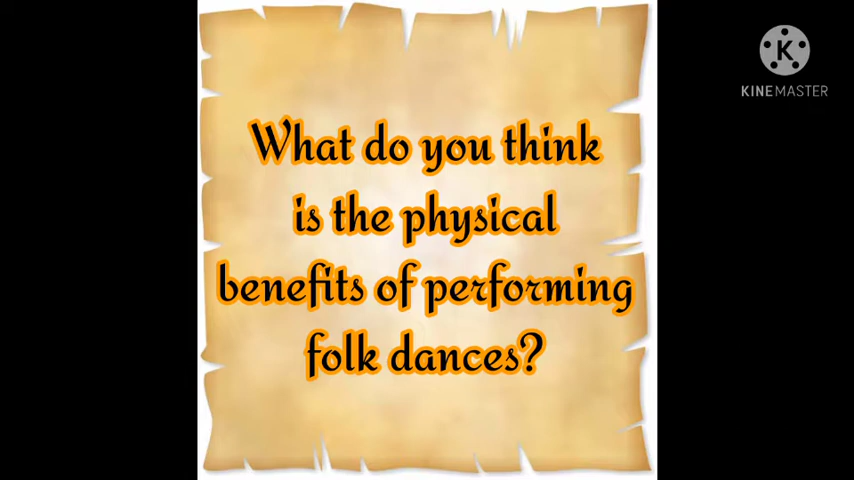 What do you think
is the physical
benefits of performing
folk dances?
K
KINEMASTER